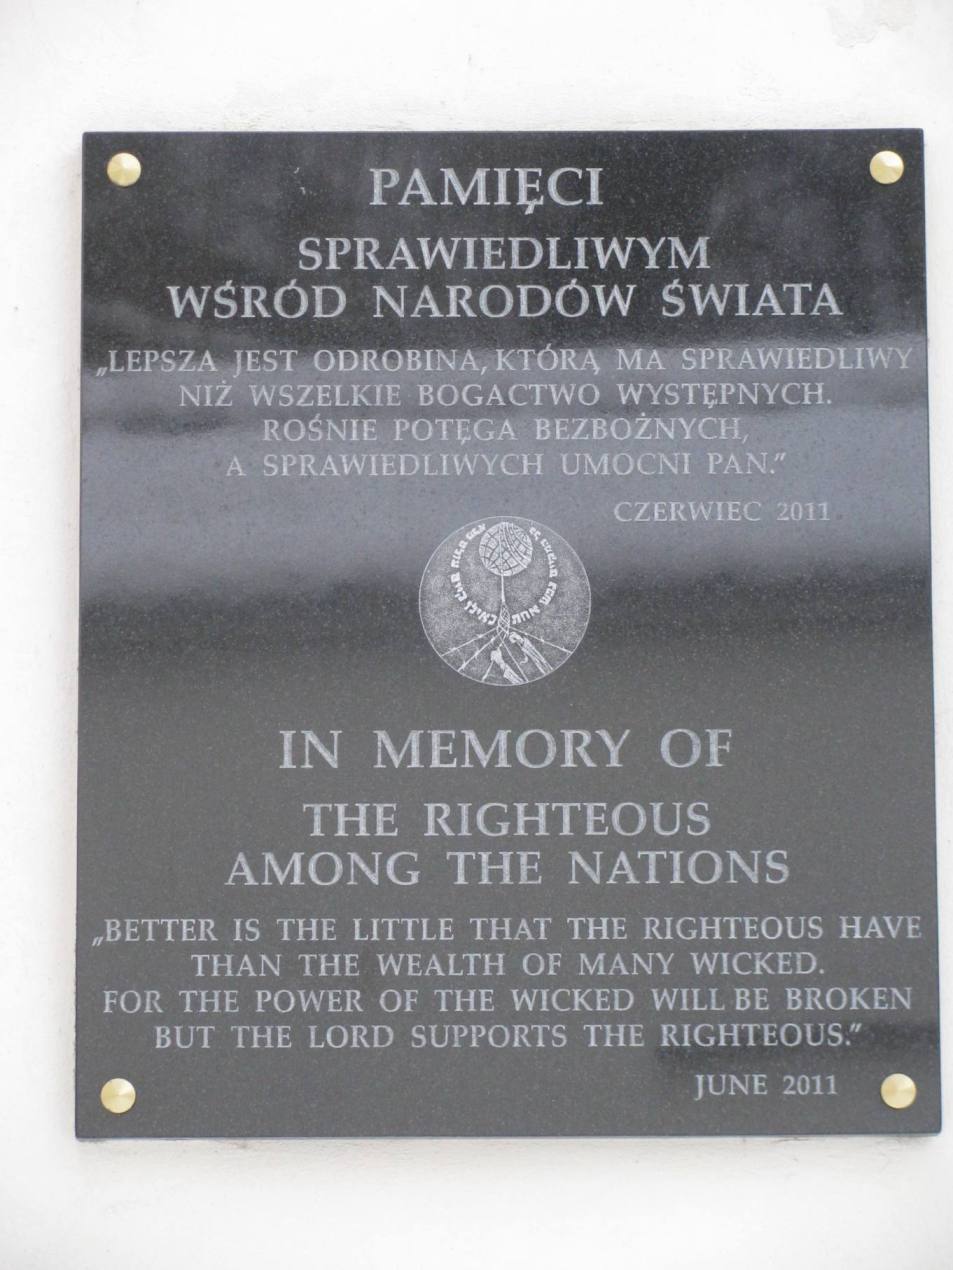 PAMIĘCI
SPRAWIEDLIWYM
WŚRÓD NARODÓW ŚWIATA
„LEPSZA JEST ODROBINA, KTÓRĄ MA SPRAWIEDLIWY
NIŻ WSZELKIE BOGACTWO WYSTĘPNYCH.
ROŚNIE POTĘGA BEZBOŻNYCH,
A SPRAWIEDLIWYCH UMOCNI PAN.”
CZERWIEC 2011
IN MEMORY OF
THE RIGHTEOUS
AMONG THE NATIONS
„BETTER IS THE LITTLE THAT THE RIGHTEOUS HAVE
THAN THE WEALTH OF MANY WICKED.
FOR THE POWER OF THE WICKED WILL BE BROKEN
BUT THE LORD SUPPORTS THE RIGHTEOUS.”
JUNE 2011